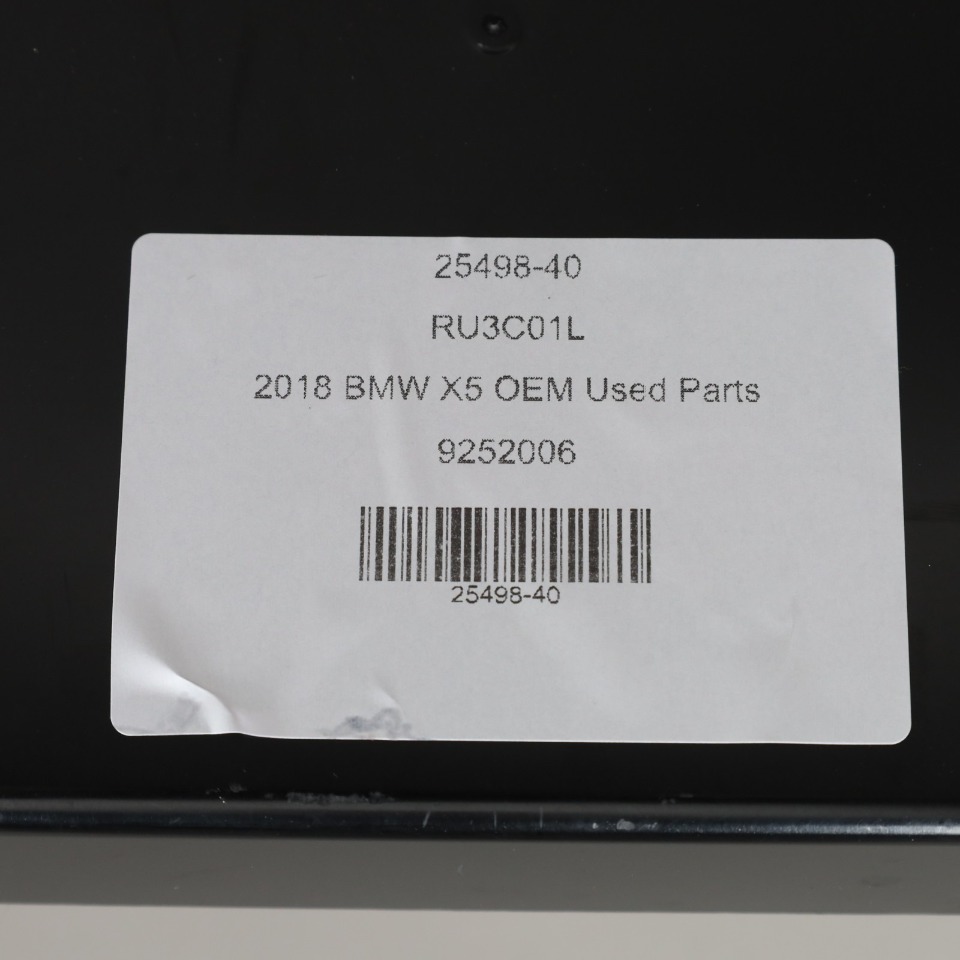 25498-40
RU3C01L
2018 BMW X5 OEM Used Parts
9252006
25498-40